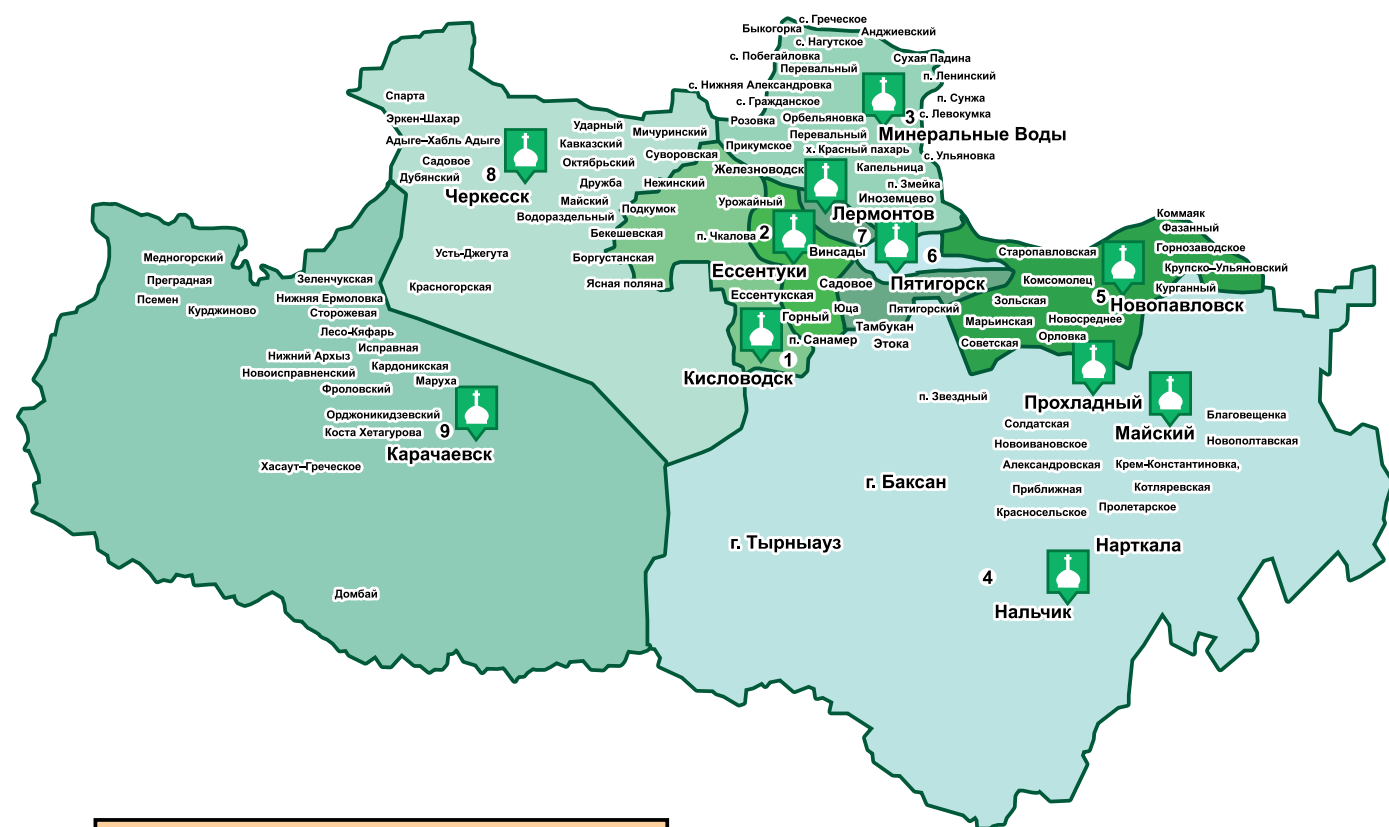 с. Греческое
Быкогорка
Анджиевский
с. Нагутское
с. Побегайловка
Сухая Падина
Перевальный
п. Ленинский
с. Нижняя Александровка
с. Гражданское
п. Сунжа
Розовка
Орбельяновка
3
с. Левокумка
Минеральные Воды
Перевальный
Прикумское
х. Красный пахарь
с. Ульяновка
Железноводск
Капельница
п. Змейка
Иноземцево
Лермонтов
7
Спарта
Эркен-Шахар
Адыге–Хабль Адыге
Садовое
Дубянский
8
Черкесск
Ударный
Мичуринский
Кавказский
Октябрьский
Суворовская
Дружба
Нежинский
Майский
Подкумок
Водораздельный
Бекешевская
Усть-Джегута
Боргустанская
Красногорская
Ясная поляна
Урожайный
п. Чкалова
2
Винсады
Ессентуки
6
Пятигорск
Садовое
Ессентукская
Юца
Пятигорский
Горный
Тамбукан
п. Санамер
Этока
1
Кисловодск
Коммаяк
Фазанный
Старопавловская
Горнозаводское
Комсомолец
Крупско–Ульяновский
Курганный
5
Новопавловск
Зольская
Марьинская
Новосреднее
Советская
Орловка
Медногорский
Преградная
Псемен
Курджиново
Зеленчукская
Нижняя Ермоловка
Сторожевая
Лесо-Кяфарь
Исправная
Нижний Архыз
Кардоникская
Новоисправненский
Маруха
Фроловский
Орджоникидзевский
Коста Хетагурова
9
Карачаевск
Хасаут–Греческое
Домбай
п. Звездный
Прохладный
Майский
Благовещенка
Солдатская
Новоивановское
Новополтавская
Александровская
Крем-Константиновка,
г. Баксан
Приближная
Котляревская
Красносельское
Пролетарское
г. Тырныауз
Нарткала
4
Нальчик